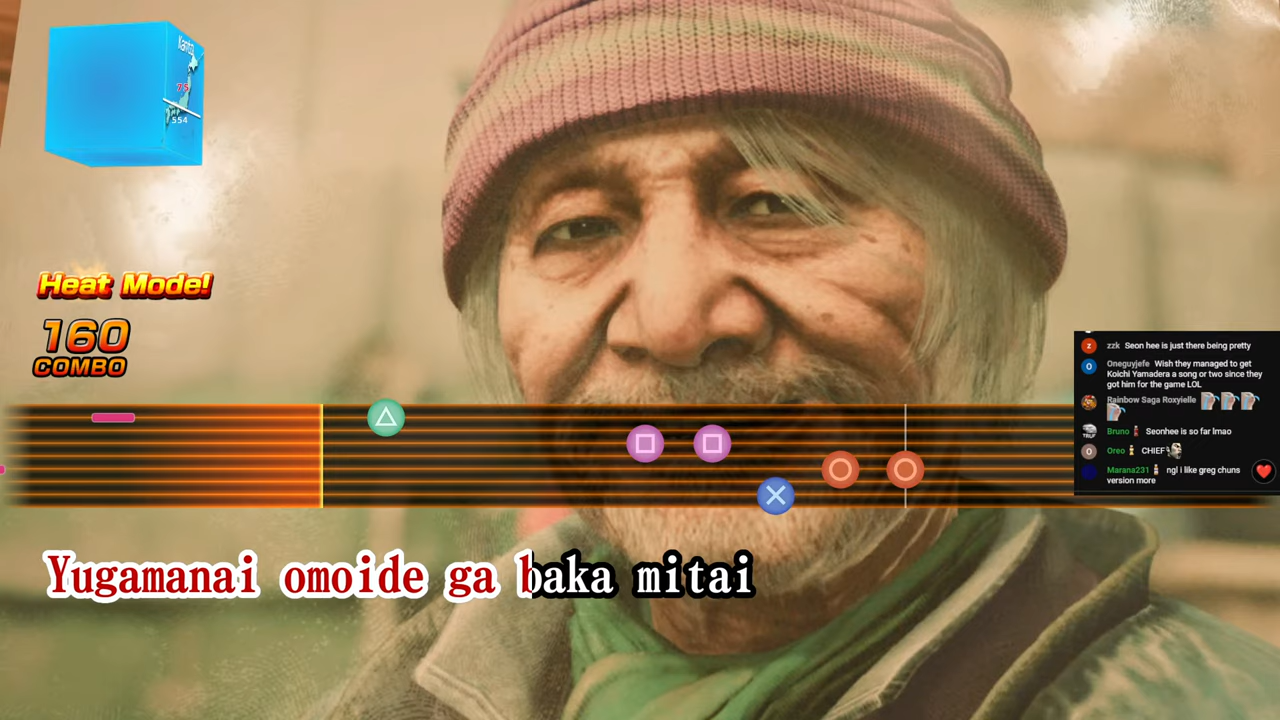 75
554
Heat Mode!
160
COMBO
zzk Seon hee is just there being pretty
Oneguyjefe Wish they managed to get
Koichi Yamadera a song or two since they
got him for the game LOL
Rainbow Saga Roxyielle
Bruno Seonhee is so far lmao
Oreo CHIEF
Marana231 ngl i like greg chuns
version more
Yugamanai omoide ga baka mitai